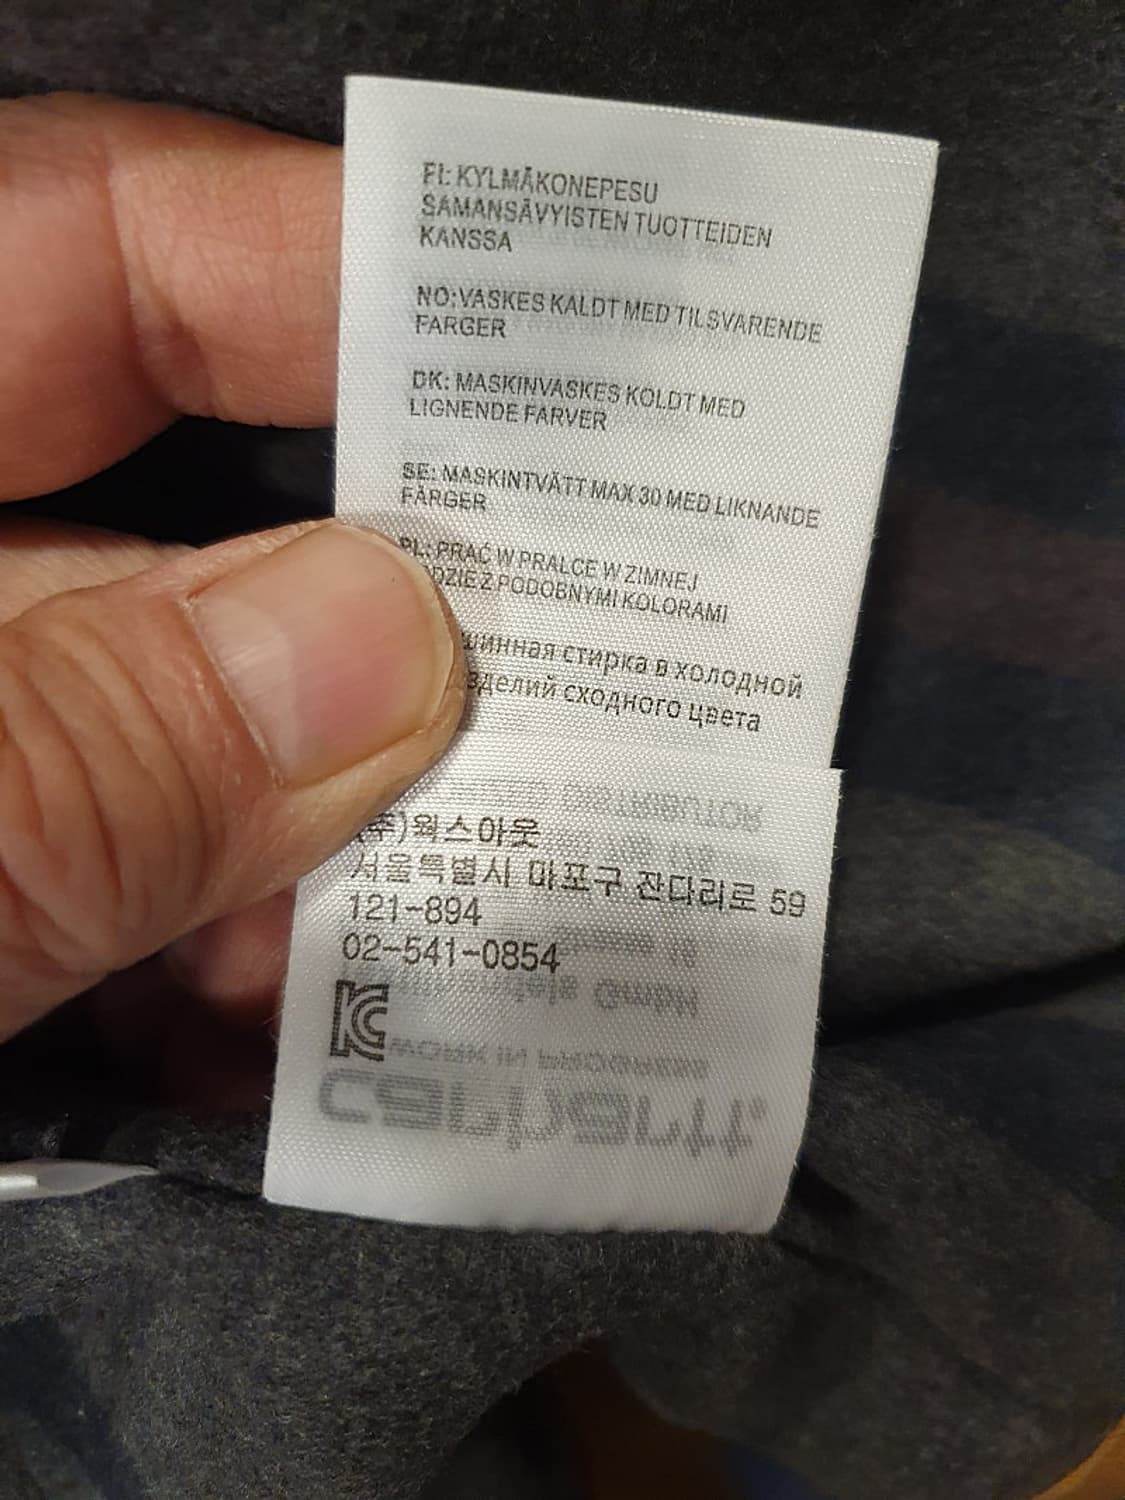 FI: KYLMÄKONEPESU
SAMANSÄVYISTEN TUOTTEIDEN
KANSSA
NO:VASKES KALDT MED TILSVARENDE
FARGER
DK: MASKINVASKES KOLDT MED
LIGNENDE FARVER
SE: MASKINTVÄTT MAX 30 MED LIKNANDE
FÄRGER
PL: PRAĆ W PRALCE W ZIMNEJ
ODZIE Z PODOBNYMI KOLORAMI
шинная стирка в холодной
зделий сходного цвета
(주)웍스아웃
서울특별시 마포구 잔다리로 59
121-894
02-541-0854